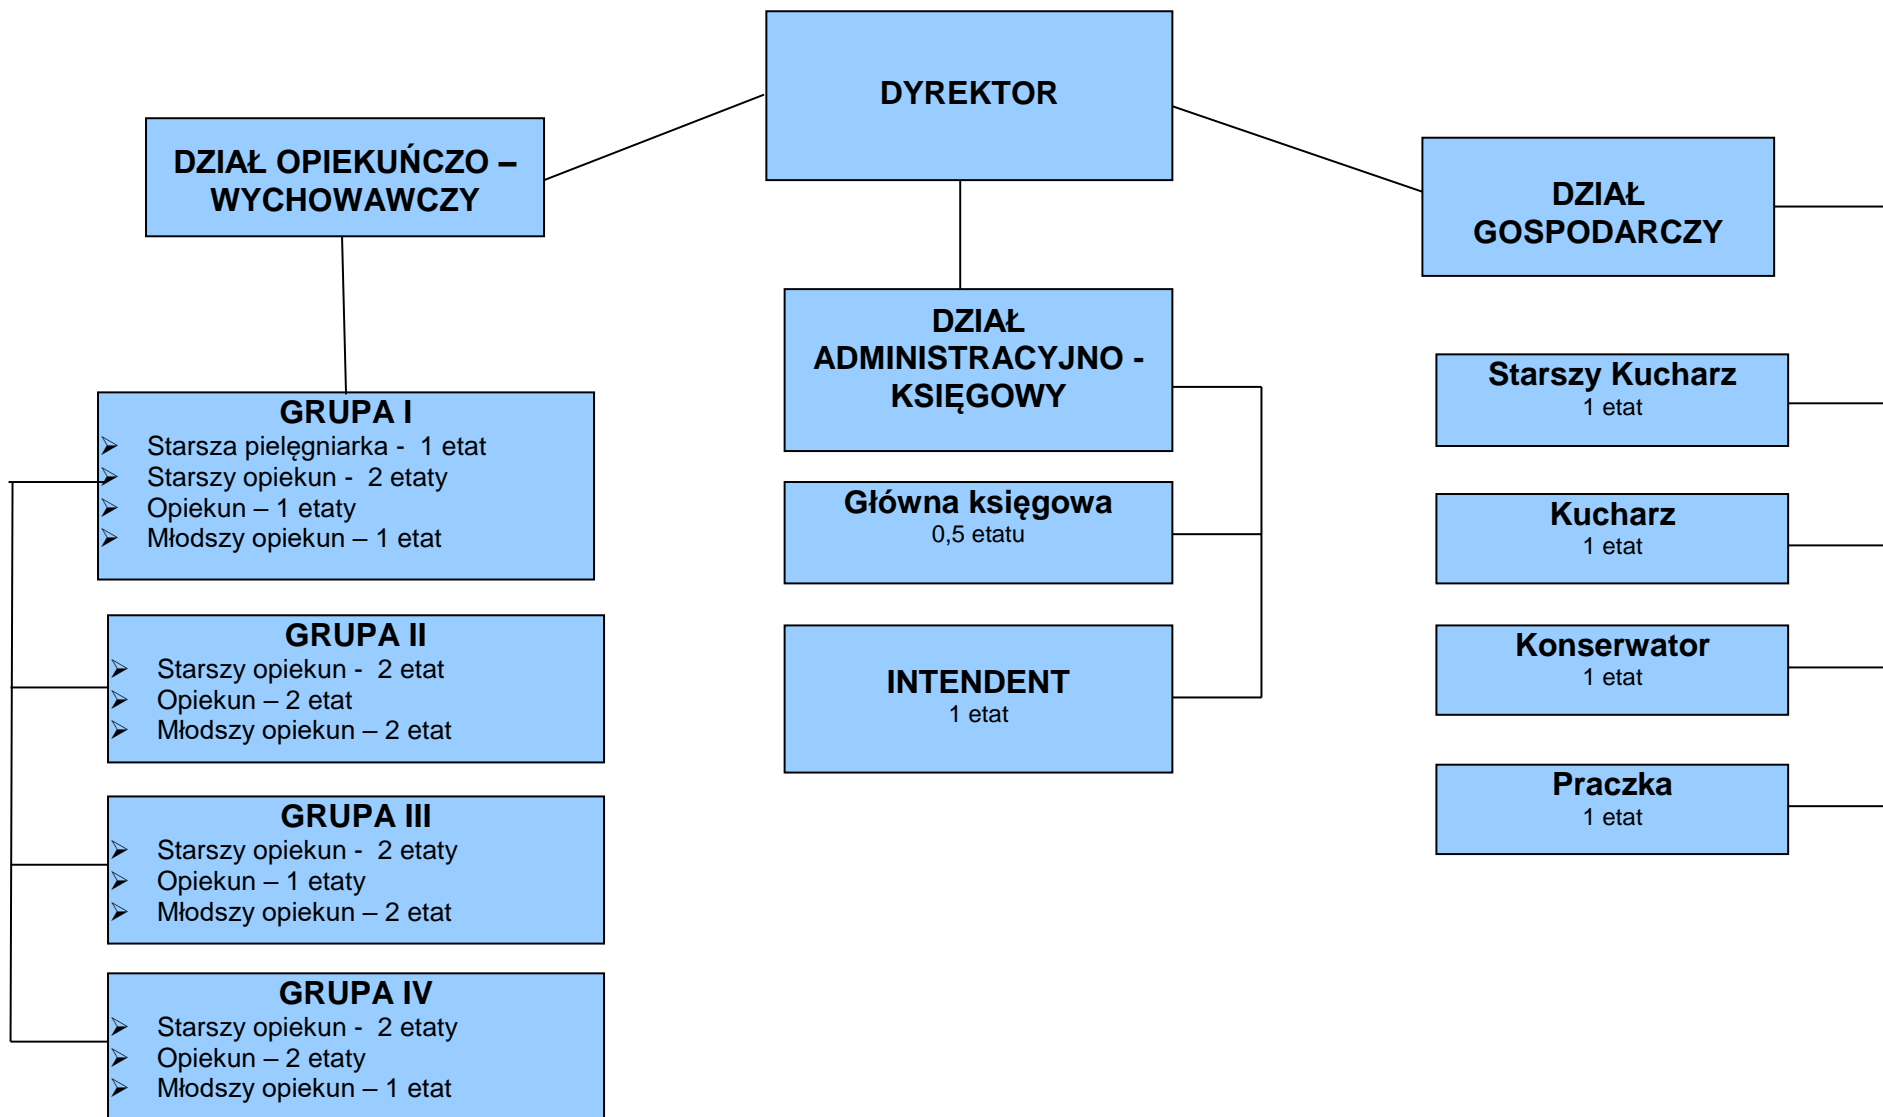 DYREKTOR
DZIAŁ OPIEKUŃCZO –
WYCHOWAWCZY
DZIAŁ
GOSPODARCZY
DZIAŁ
ADMINISTRACYJNO -
KSIĘGOWY
GRUPA I
➢ Starsza pielęgniarka - 1 etat
➢ Starszy opiekun - 2 etaty
➢ Opiekun – 1 etaty
➢ Młodszy opiekun – 1 etat
GRUPA II
➢ Starszy opiekun - 2 etat
➢ Opiekun – 2 etat
➢ Młodszy opiekun – 2 etat
GRUPA III
➢ Starszy opiekun - 2 etaty
➢ Opiekun – 1 etaty
➢ Młodszy opiekun – 2 etat
GRUPA IV
➢ Starszy opiekun - 2 etaty
➢ Opiekun – 2 etaty
➢ Młodszy opiekun – 1 etat
Główna księgowa
0,5 etatu
INTENDENT
1 etat
Starszy Kucharz
1 etat
Kucharz
1 etat
Konserwator
1 etat
Praczka
1 etat